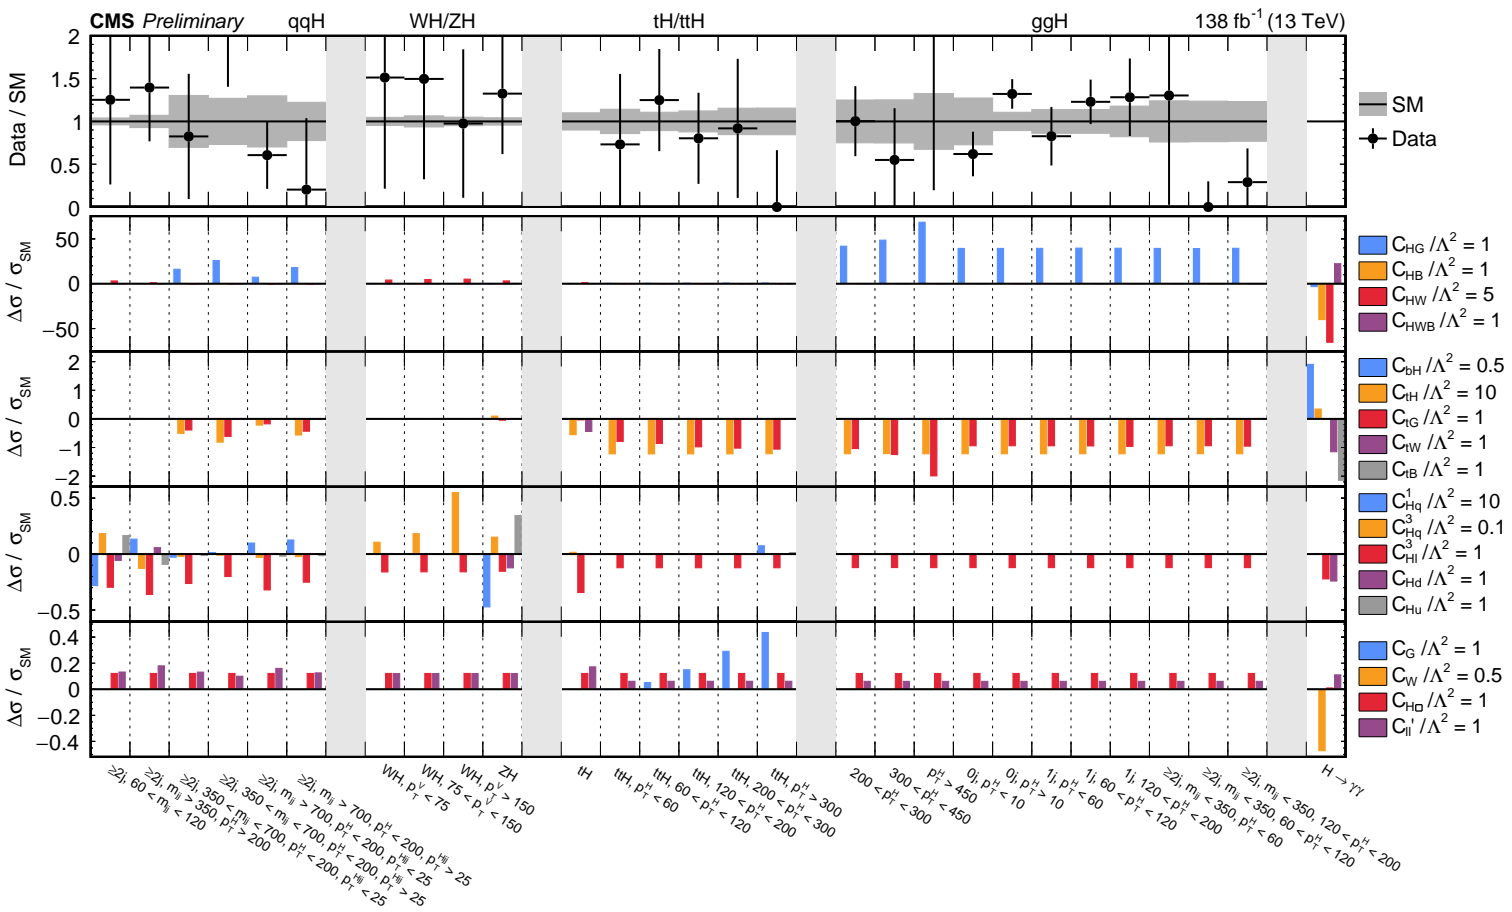 CMS Preliminary qqH WH/ZH tH/ttH ggH 138 fb⁻¹ (13 TeV)
Data / SM
2
1.5
1
0.5
0
SM
Data
Δσ / σ_SM
50
0
−50
C_HG /Λ² = 1
C_HB /Λ² = 1
C_HW /Λ² = 5
C_HWB /Λ² = 1
Δσ / σ_SM
2
1
0
−1
−2
C_bH /Λ² = 0.5
C_tH /Λ² = 10
C_tG /Λ² = 1
C_tW /Λ² = 1
C_tB /Λ² = 1
Δσ / σ_SM
0.5
0
−0.5
C¹_Hq /Λ² = 10
C³_Hq /Λ² = 0.1
C³_Hl /Λ² = 1
C_Hd /Λ² = 1
C_Hu /Λ² = 1
Δσ / σ_SM
0.4
0.2
0
−0.2
−0.4
C_G /Λ² = 1
C_W /Λ² = 0.5
C_H□ /Λ² = 1
C_ll' /Λ² = 1
≥2j, 60 < m_jj < 120
≥2j, m_jj > 350, p_T^H > 200
≥2j, 350 < m_jj < 700, p_T^H < 200, p_T^Hjj < 25
≥2j, 350 < m_jj < 700, p_T^H < 200, p_T^Hjj > 25
≥2j, m_jj > 700, p_T^H < 200, p_T^Hjj < 25
≥2j, m_jj > 700, p_T^H < 200, p_T^Hjj > 25
WH, p_T^V < 75
WH, 75 < p_T^V < 150
WH, p_T^V > 150
ZH
tH
ttH, p_T^H < 60
ttH, 60 < p_T^H < 120
ttH, 120 < p_T^H < 200
ttH, 200 < p_T^H < 300
ttH, p_T^H > 300
200 < p_T^H < 300
300 < p_T^H < 450
p_T^H > 450
0j, p_T^H < 10
0j, p_T^H > 10
1j, p_T^H < 60
1j, 60 < p_T^H < 120
1j, 120 < p_T^H < 200
≥2j, m_jj < 350, p_T^H < 60
≥2j, m_jj < 350, 60 < p_T^H < 120
≥2j, m_jj < 350, 120 < p_T^H < 200
H → γγ